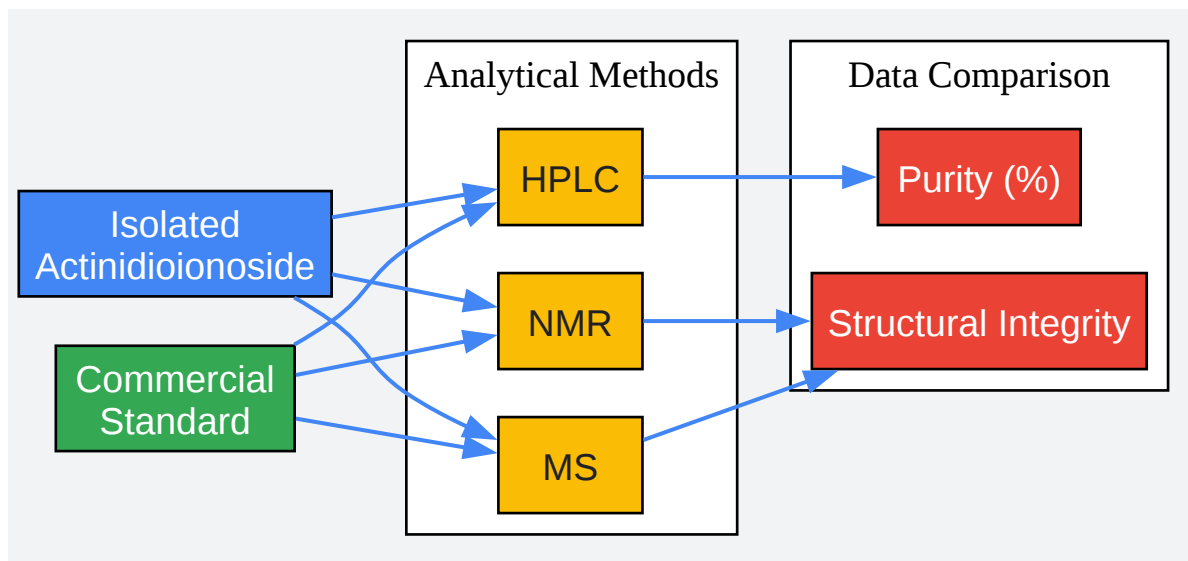 Isolated
Actinidioionoside
Commercial
Standard
Analytical Methods
HPLC
NMR
MS
Data Comparison
Purity (%)
Structural Integrity